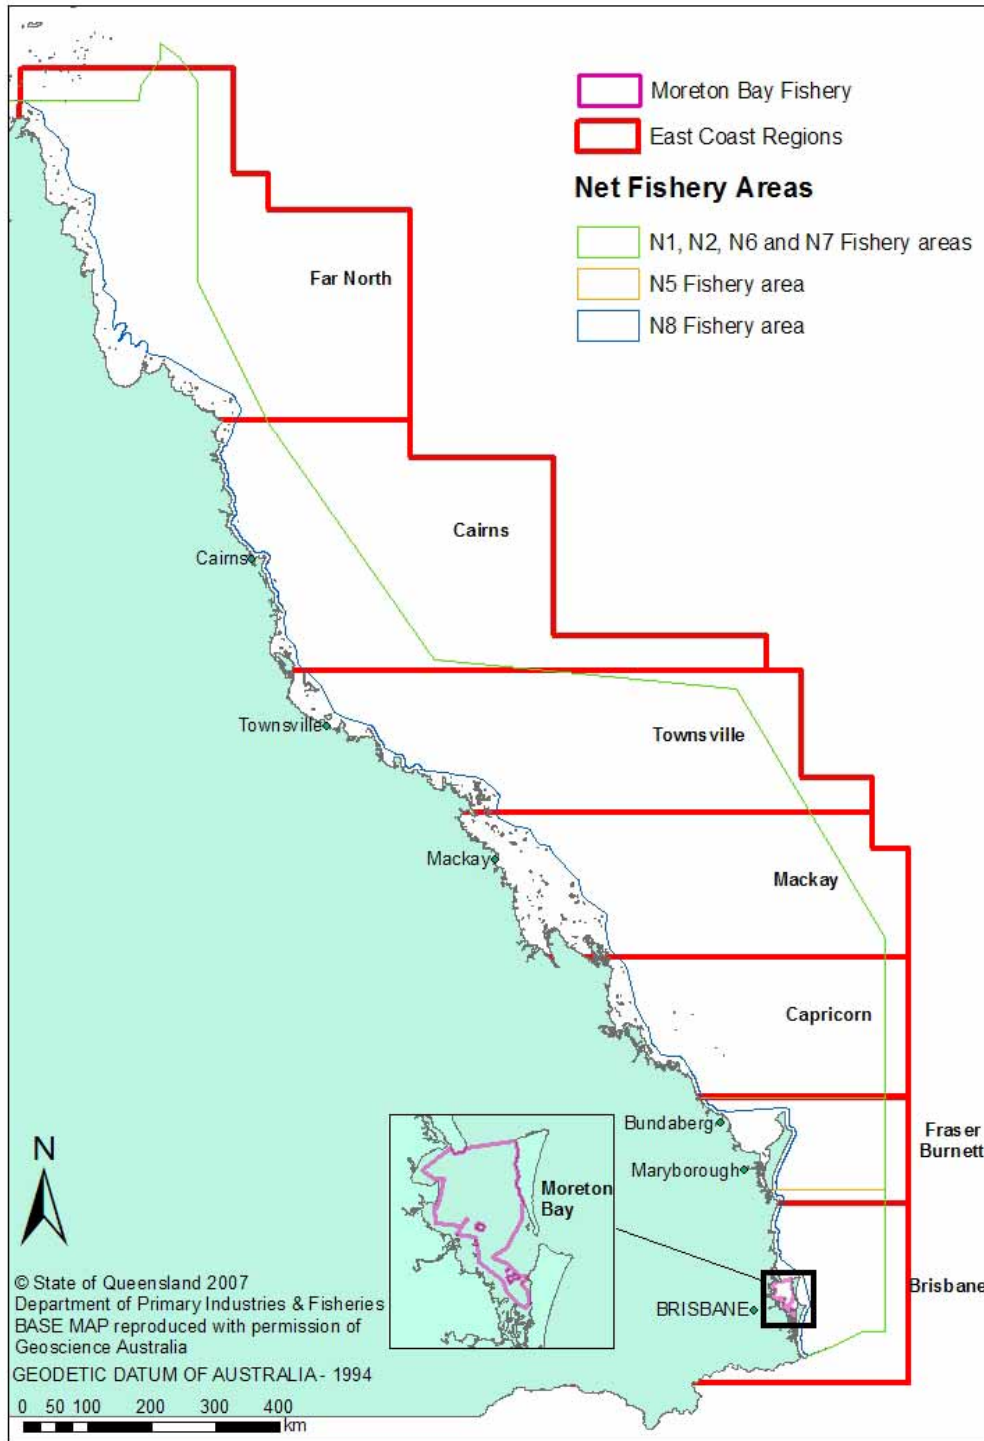 Moreton Bay Fishery
East Coast Regions
Net Fishery Areas
N1, N2, N6 and N7 Fishery areas
N5 Fishery area
N8 Fishery area
Far North
Cairns
Cairns
Townsville
Townsville
Mackay
Mackay
Capricorn
Bundaberg
Fraser
Burnett
Maryborough
Moreton
Bay
Brisbane
BRISBANE
N
© State of Queensland 2007
Department of Primary Industries & Fisheries
BASE MAP reproduced with permission of
Geoscience Australia
GEODETIC DATUM OF AUSTRALIA - 1994
0 50 100 200 300 400
km